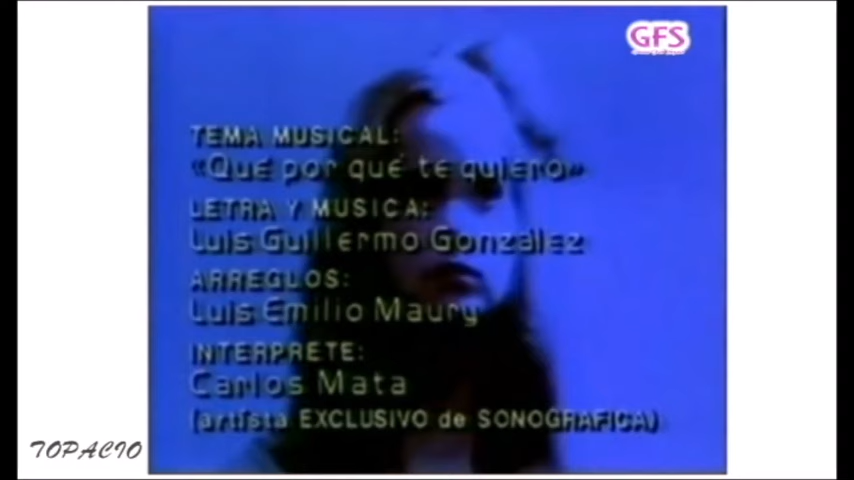 GFS
TEMA MUSICAL:
«Qué por qué te quiero»
LETRA Y MUSICA:
Luis Guillermo González
ARREGLOS:
Luis Emilio Maury
INTERPRETE:
Carlos Mata
(artista EXCLUSIVO de SONOGRAFICA)
TOPACIO